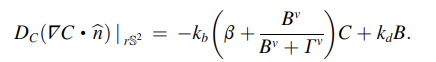 D_C(∇C • n̂)|_{r𝕊²} = −k_b(β + B^ν / (B^ν + Γ^ν))C + k_d B.